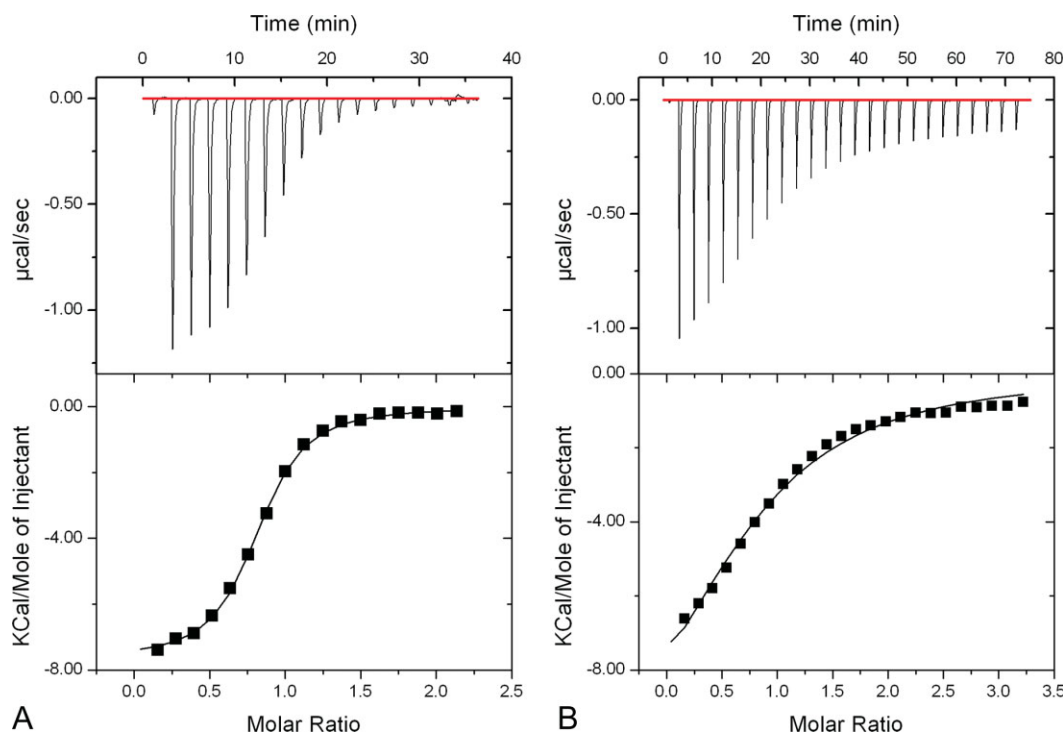 Time (min)
0 10 20 30 40
0.00
-0.50
-1.00
µcal/sec
0.00
-4.00
-8.00
KCal/Mole of Injectant
0.0 0.5 1.0 1.5 2.0 2.5
Molar Ratio
A
Time (min)
0 10 20 30 40 50 60 70 80
0.00
-0.50
-1.00
µcal/sec
0.00
-4.00
-8.00
KCal/Mole of Injectant
0.0 0.5 1.0 1.5 2.0 2.5 3.0 3.5
Molar Ratio
B